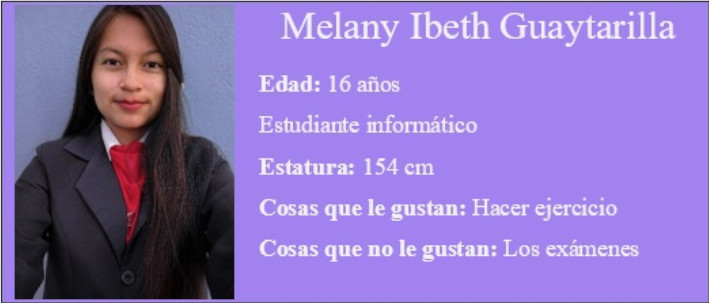 Melany Ibeth Guaytarilla
Edad: 16 años
Estudiante informático
Estatura: 154 cm
Cosas que le gustan: Hacer ejercicio
Cosas que no le gustan: Los exámenes